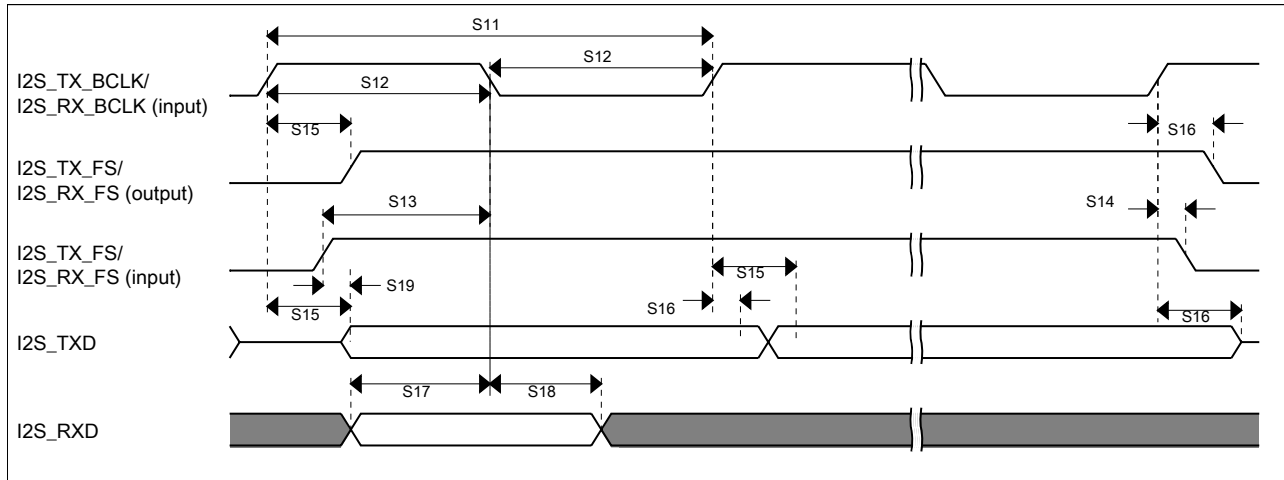 S11
I2S_TX_BCLK/
I2S_RX_BCLK (input)
S12
S12
S15
S16
I2S_TX_FS/
I2S_RX_FS (output)
S13
S14
I2S_TX_FS/
I2S_RX_FS (input)
S15
S19
S15
S16
S16
I2S_TXD
S17
S18
I2S_RXD